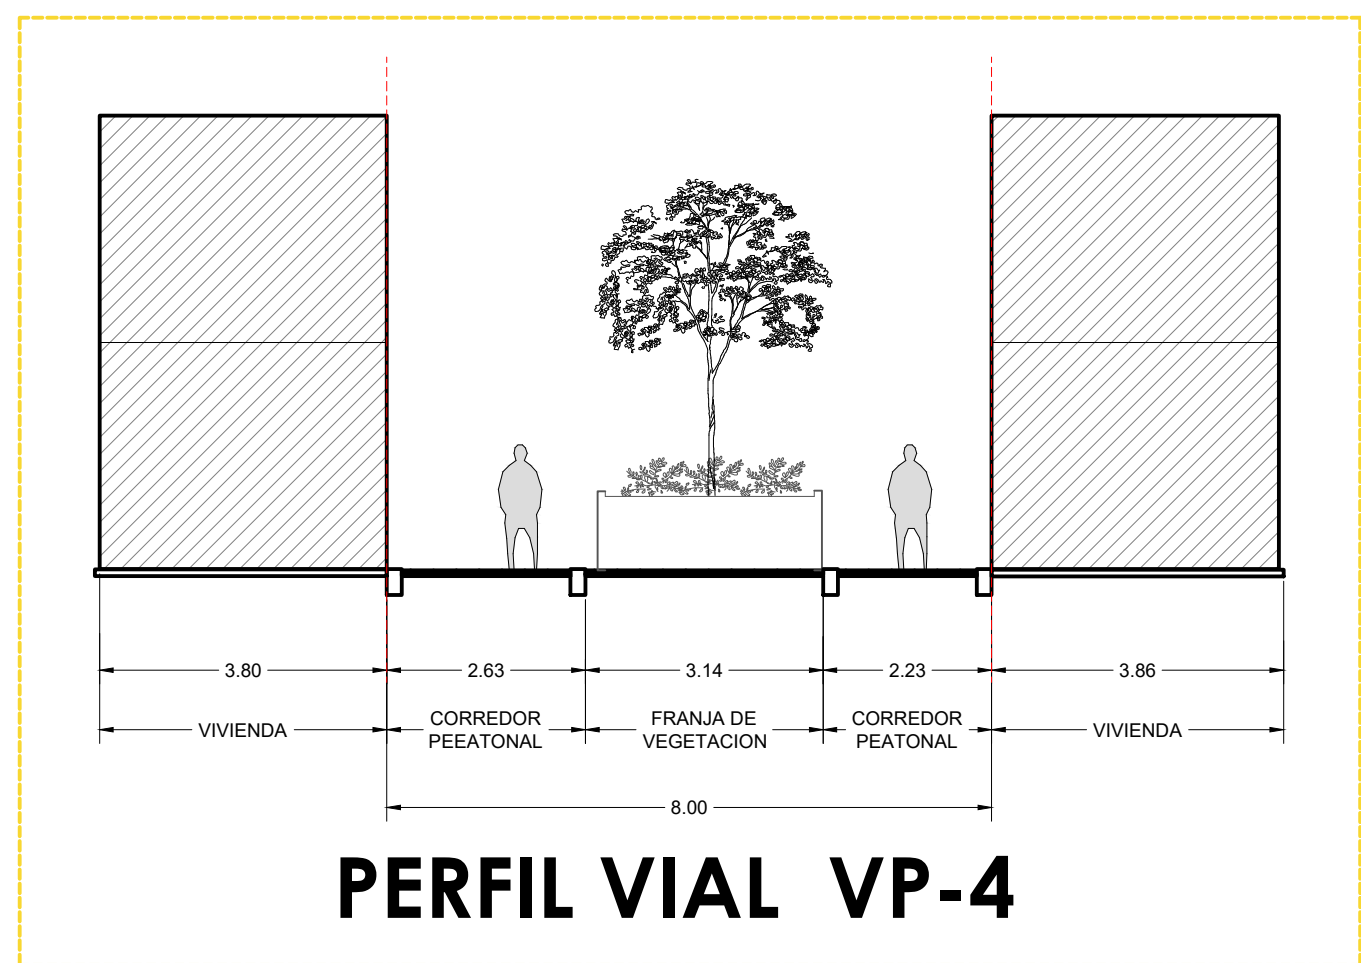 3.80
2.63
3.14
2.23
3.86
VIVIENDA
CORREDOR
PEEATONAL
FRANJA DE
VEGETACION
CORREDOR
PEATONAL
VIVIENDA
8.00
PERFIL VIAL VP-4